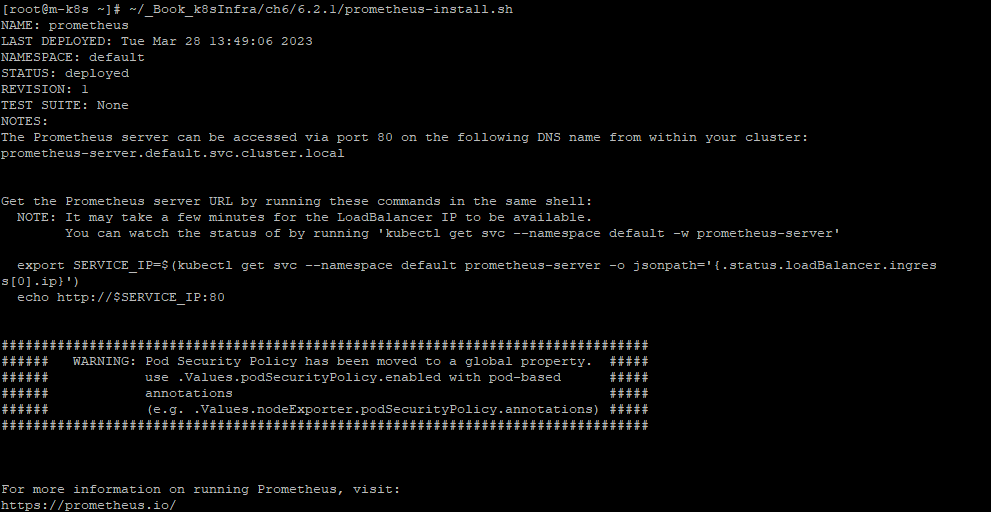 [root@m-k8s ~]# ~/_Book_k8sInfra/ch6/6.2.1/prometheus-install.sh
NAME: prometheus
LAST DEPLOYED: Tue Mar 28 13:49:06 2023
NAMESPACE: default
STATUS: deployed
REVISION: 1
TEST SUITE: None
NOTES:
The Prometheus server can be accessed via port 80 on the following DNS name from within your cluster:
prometheus-server.default.svc.cluster.local
Get the Prometheus server URL by running these commands in the same shell:
  NOTE: It may take a few minutes for the LoadBalancer IP to be available.
        You can watch the status of by running 'kubectl get svc --namespace default -w prometheus-server'
  export SERVICE_IP=$(kubectl get svc --namespace default prometheus-server -o jsonpath='{.status.loadBalancer.ingres
s[0].ip}')
  echo http://$SERVICE_IP:80
#################################################################################
######   WARNING: Pod Security Policy has been moved to a global property.  #####
######            use .Values.podSecurityPolicy.enabled with pod-based      #####
######            annotations                                               #####
######            (e.g. .Values.nodeExporter.podSecurityPolicy.annotations) #####
#################################################################################
For more information on running Prometheus, visit:
https://prometheus.io/